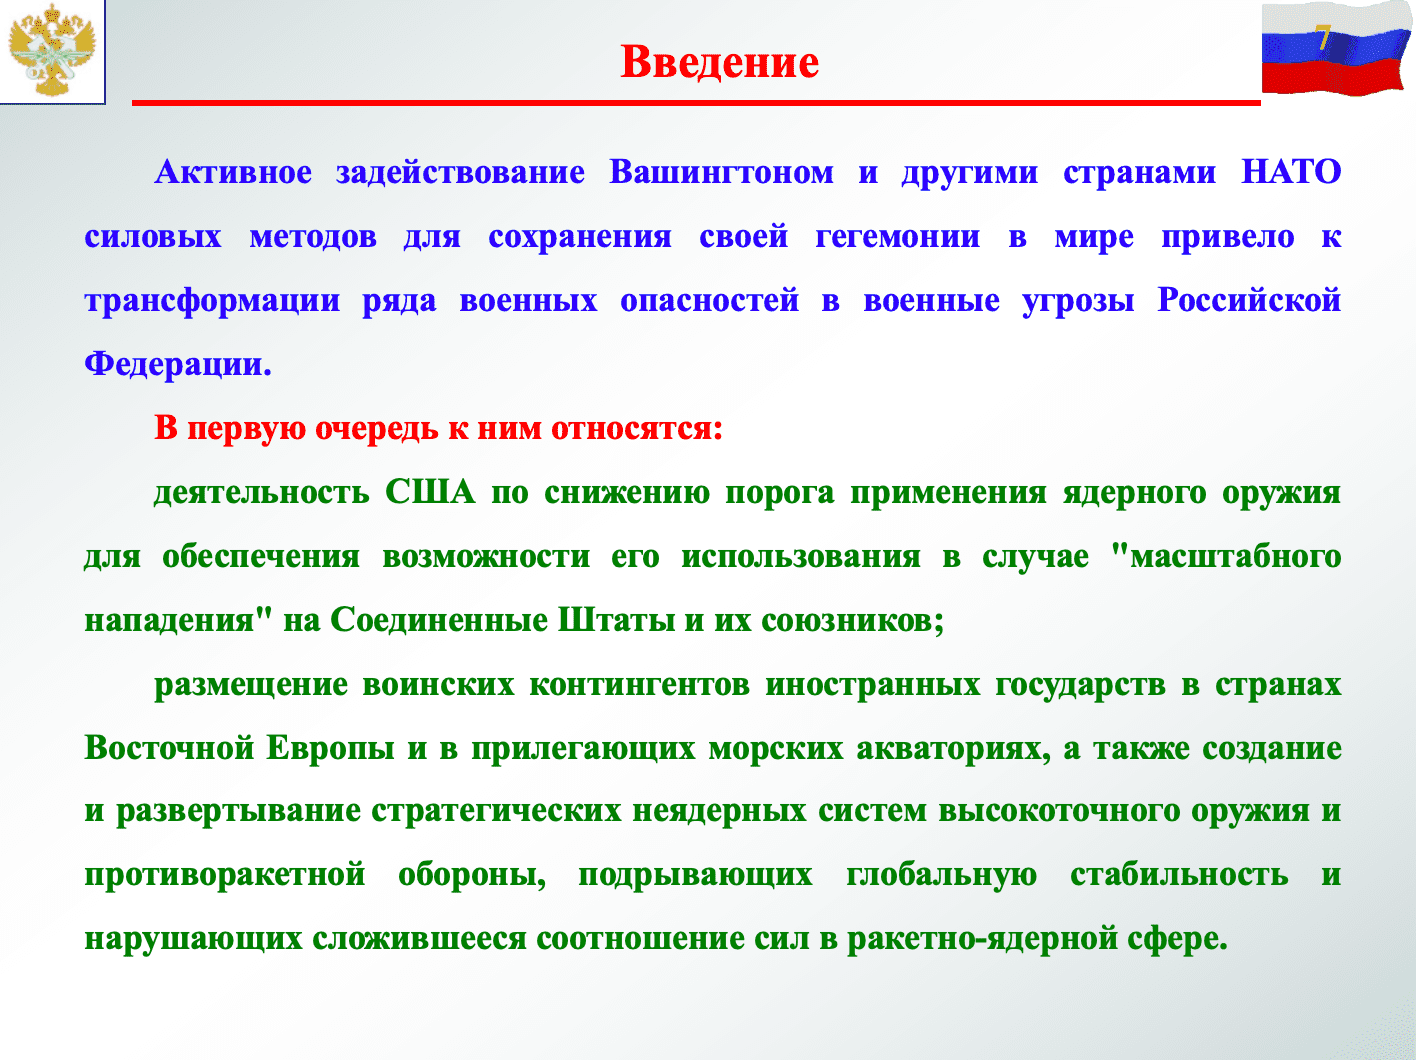 Введение
7
Активное задействование Вашингтоном и другими странами НАТО
силовых методов для сохранения своей гегемонии в мире привело к
трансформации ряда военных опасностей в военные угрозы Российской
Федерации.
В первую очередь к ним относятся:
деятельность США по снижению порога применения ядерного оружия
для обеспечения возможности его использования в случае "масштабного
нападения" на Соединенные Штаты и их союзников;
размещение воинских контингентов иностранных государств в странах
Восточной Европы и в прилегающих морских акваториях, а также создание
и развертывание стратегических неядерных систем высокоточного оружия и
противоракетной обороны, подрывающих глобальную стабильность и
нарушающих сложившееся соотношение сил в ракетно-ядерной сфере.